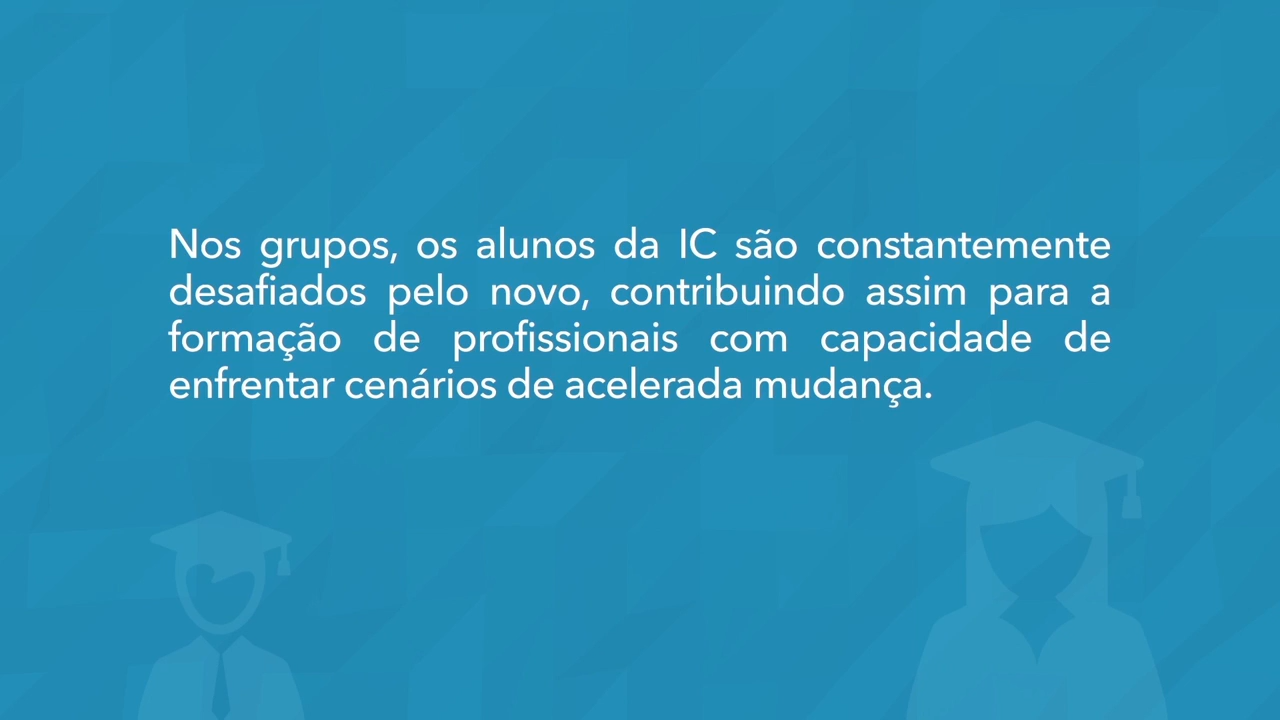 Nos grupos, os alunos da IC são constantemente
desafiados pelo novo, contribuindo assim para a
formação de profissionais com capacidade de
enfrentar cenários de acelerada mudança.